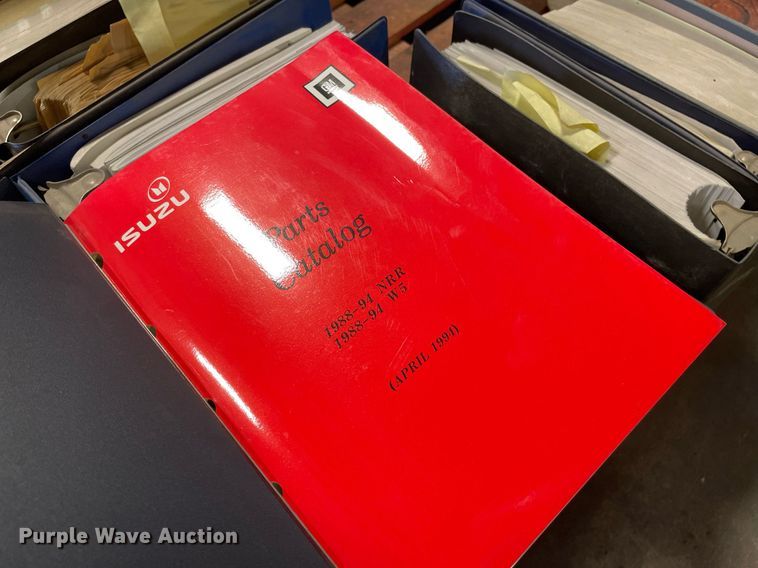 GM
ISUZU
Parts
Catalog
1988-94 NRR
1988-94 W5
(APRIL 1994)
Purple Wave Auction®